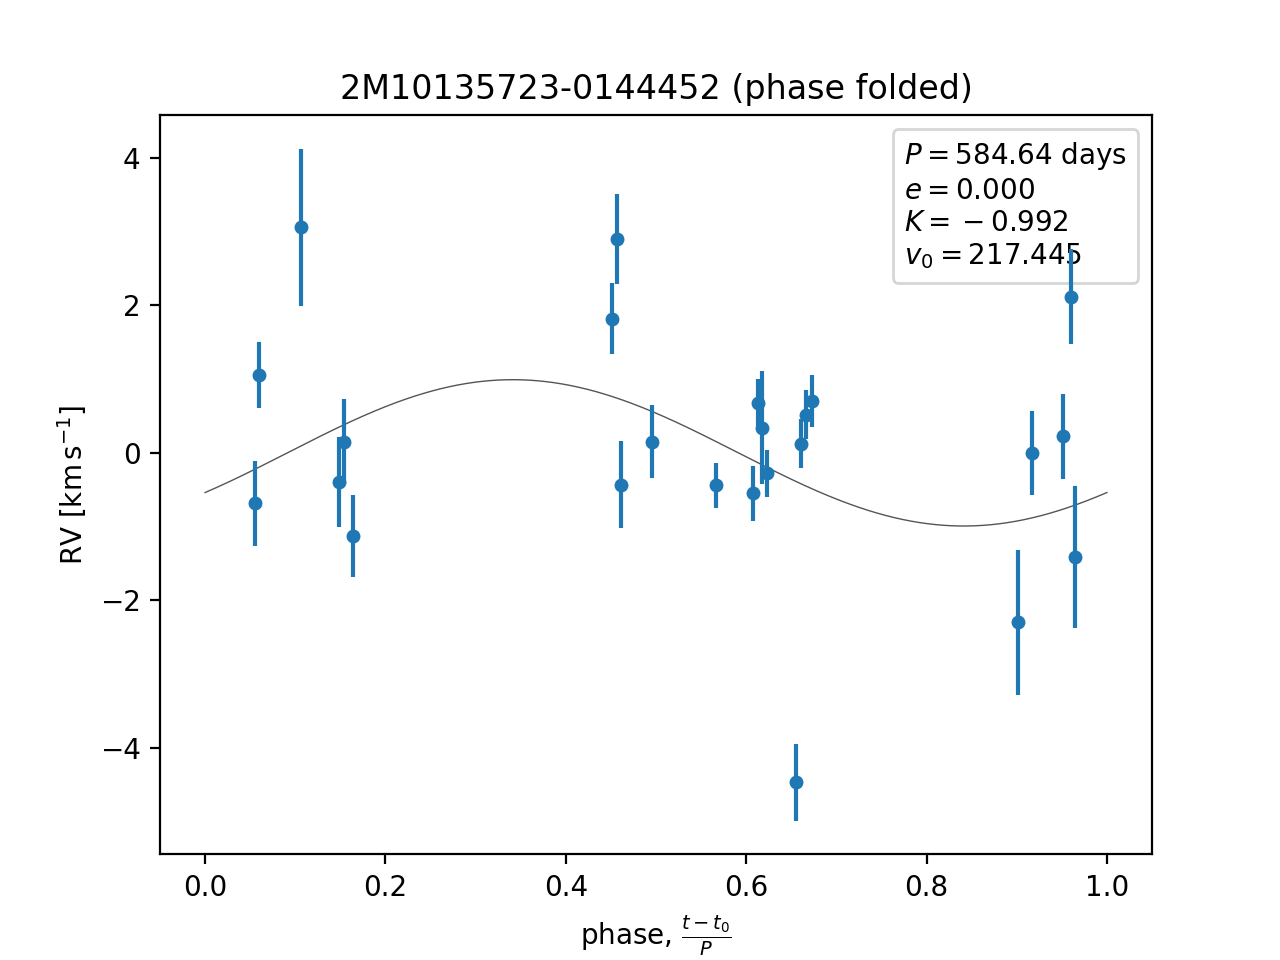 2M10135723-0144452 (phase folded)
P = 584.64 days
e = 0.000
K = −0.992
v₀ = 217.445
4
2
0
−2
−4
RV [km s⁻¹]
0.0 0.2 0.4 0.6 0.8 1.0
phase, (t − t₀)/P